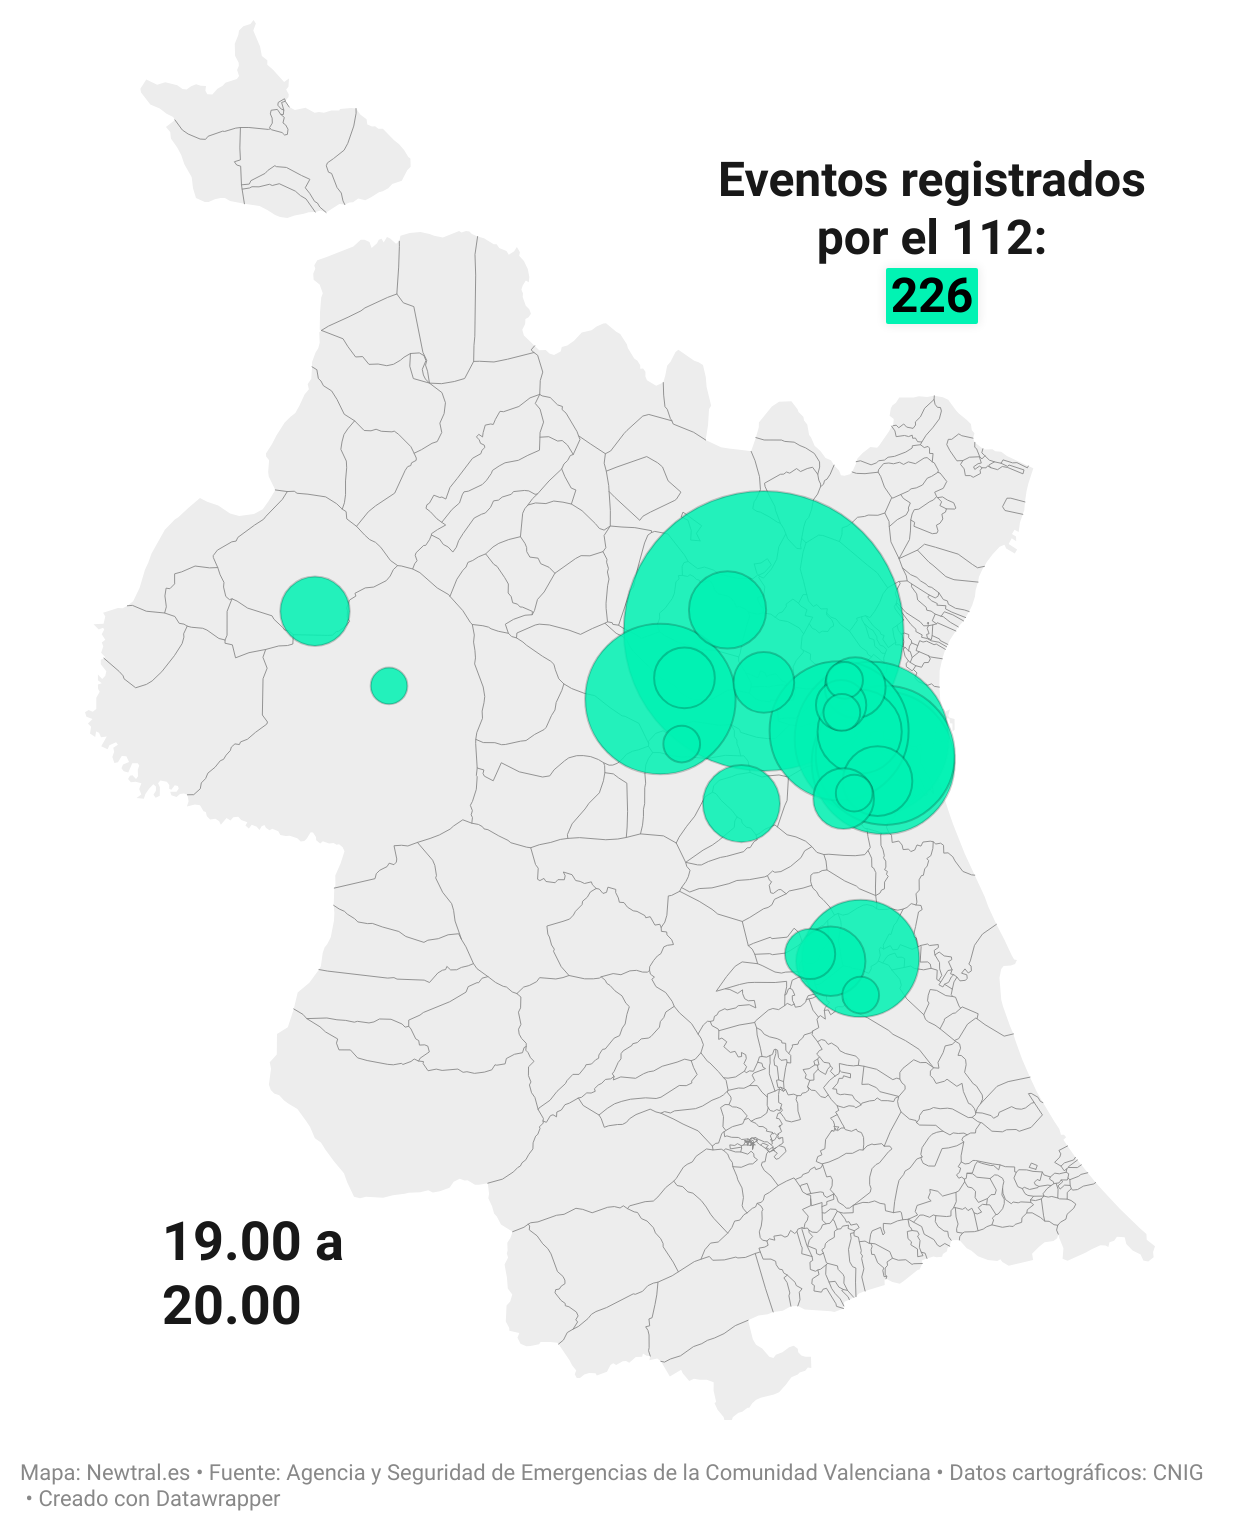 Eventos registrados
por el 112:
226
19.00 a
20.00
Mapa: Newtral.es • Fuente: Agencia y Seguridad de Emergencias de la Comunidad Valenciana • Datos cartográficos: CNIG
• Creado con Datawrapper